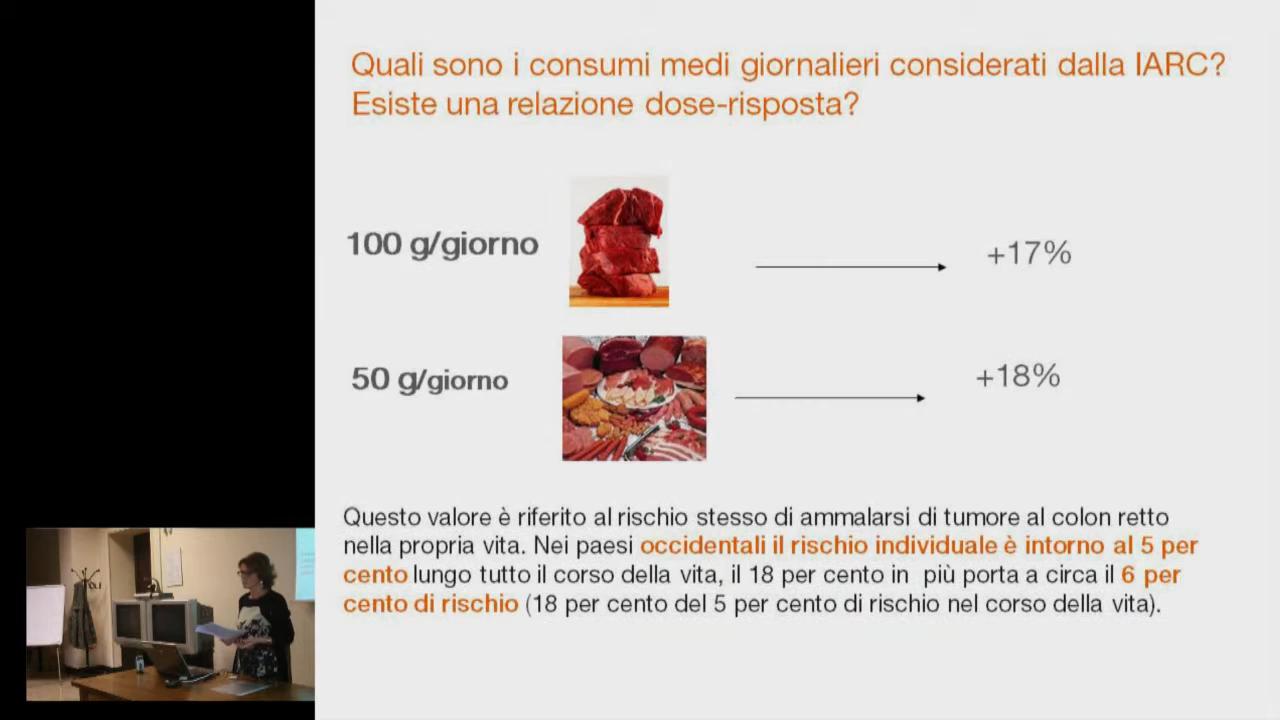 Quali sono i consumi medi giornalieri considerati dalla IARC?
Esiste una relazione dose-risposta?
100 g/giorno
+17%
50 g/giorno
+18%
Questo valore è riferito al rischio stesso di ammalarsi di tumore al colon retto
nella propria vita. Nei paesi occidentali il rischio individuale è intorno al 5 per
cento lungo tutto il corso della vita, il 18 per cento in più porta a circa il 6 per
cento di rischio (18 per cento del 5 per cento di rischio nel corso della vita).